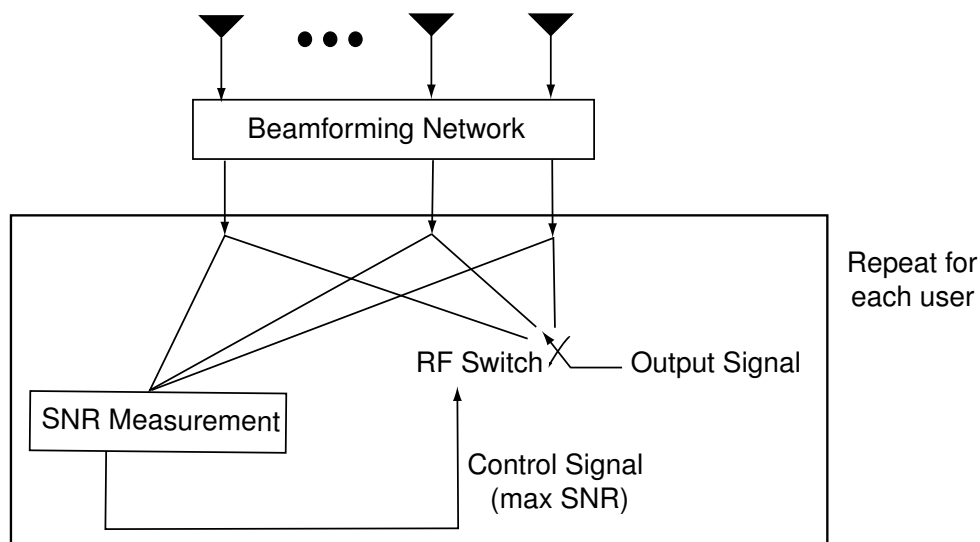 Beamforming Network
Repeat for
each user
RF Switch
Output Signal
SNR Measurement
Control Signal
(max SNR)